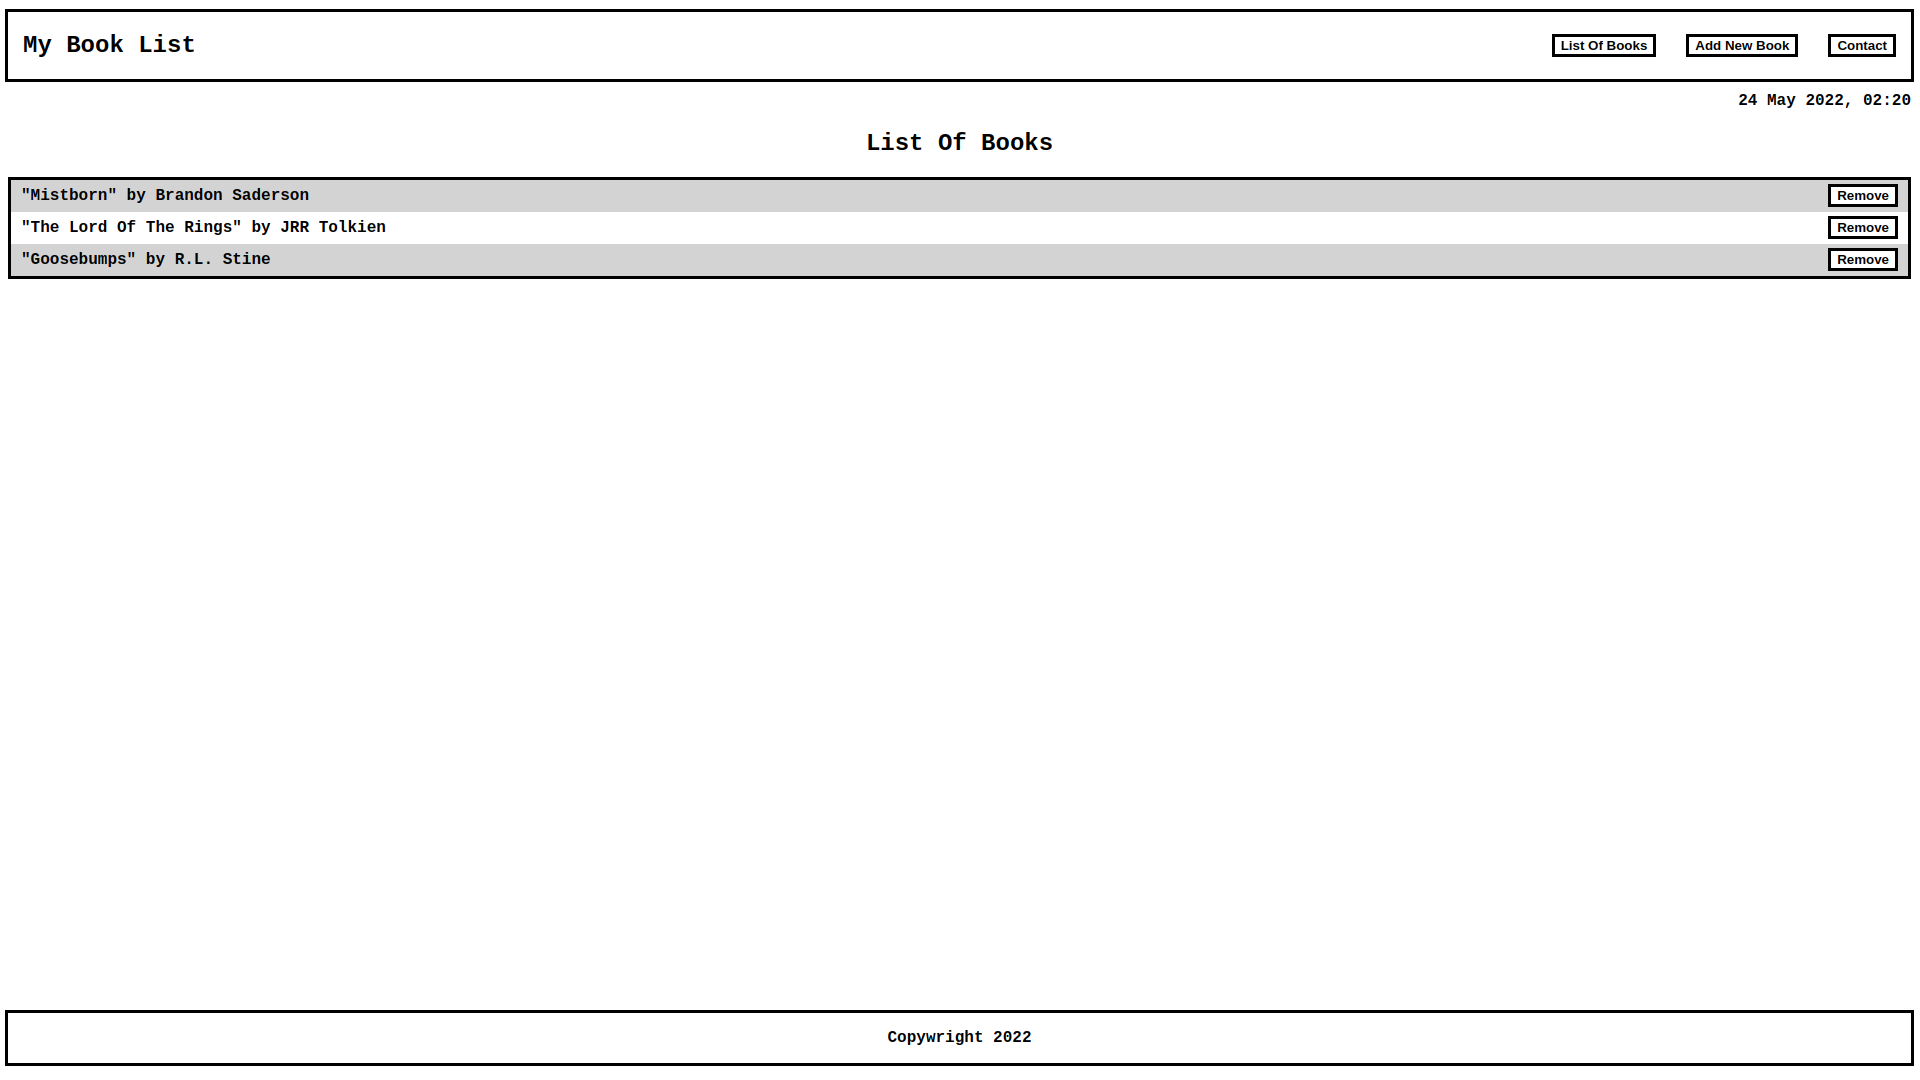 My Book List
List Of Books
Add New Book
Contact
24 May 2022, 02:20
List Of Books
"Mistborn" by Brandon Saderson
Remove
"The Lord Of The Rings" by JRR Tolkien
Remove
"Goosebumps" by R.L. Stine
Remove
Copywright 2022